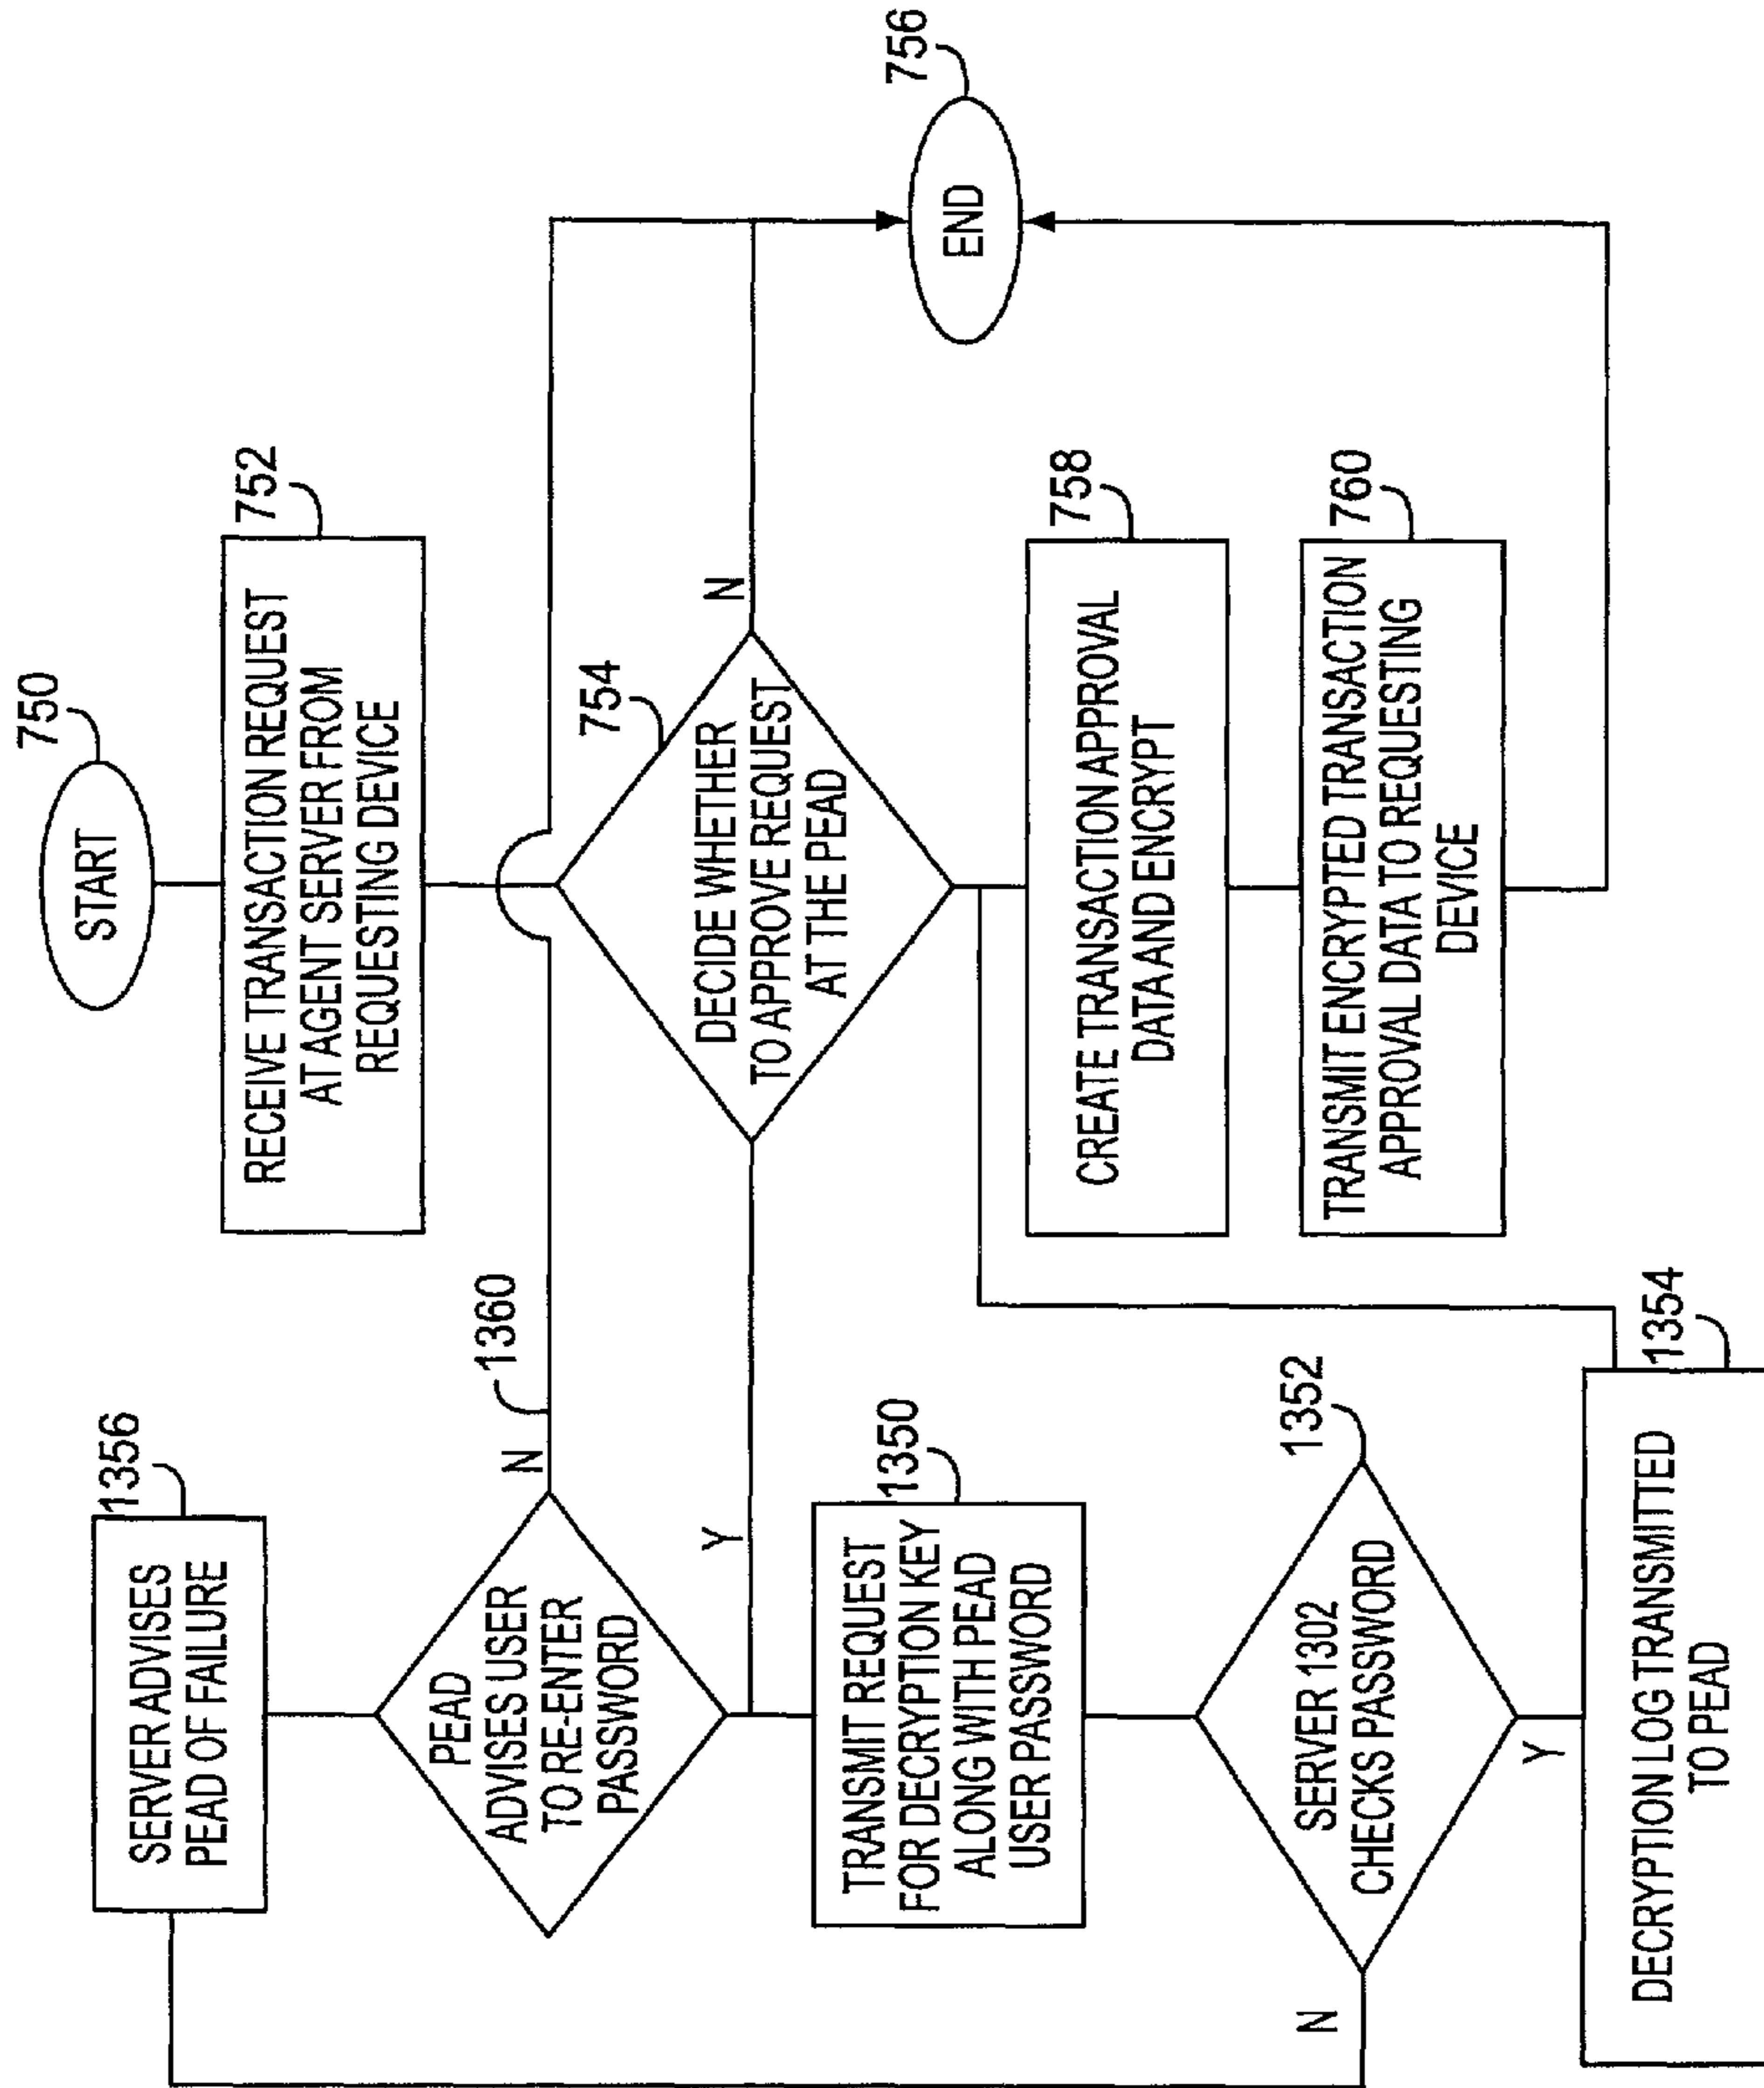 START
750
RECEIVE TRANSACTION REQUEST
AT AGENT SERVER FROM
REQUESTING DEVICE
752
DECIDE WHETHER
TO APPROVE REQUEST
AT THE PEAD
754
N
Y
END
756
CREATE TRANSACTION APPROVAL
DATA AND ENCRYPT
758
TRANSMIT ENCRYPTED TRANSACTION
APPROVAL DATA TO REQUESTING
DEVICE
760
SERVER ADVISES
PEAD OF FAILURE
1356
PEAD
ADVISES USER
TO RE-ENTER
PASSWORD
N
1360
TRANSMIT REQUEST
FOR DECRYPTION KEY
ALONG WITH PEAD
USER PASSWORD
1350
SERVER 1302
CHECKS PASSWORD
1352
N
Y
DECRYPTION LOG TRANSMITTED
TO PEAD
1354